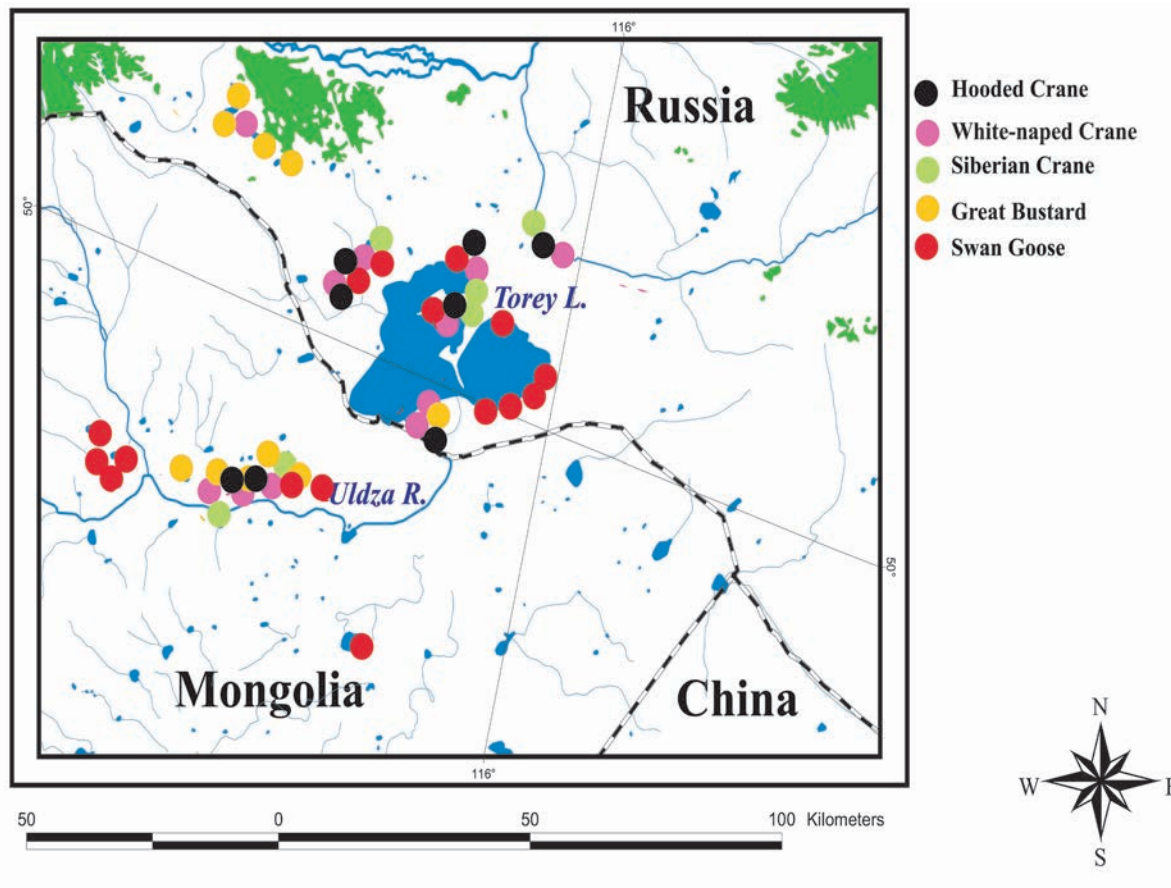 116°
Russia
50°
Torey L.
Uldza R.
50°
Mongolia
China
116°
Hooded Crane
White-naped Crane
Siberian Crane
Great Bustard
Swan Goose
N
W
E
S
50 0 50 100 Kilometers